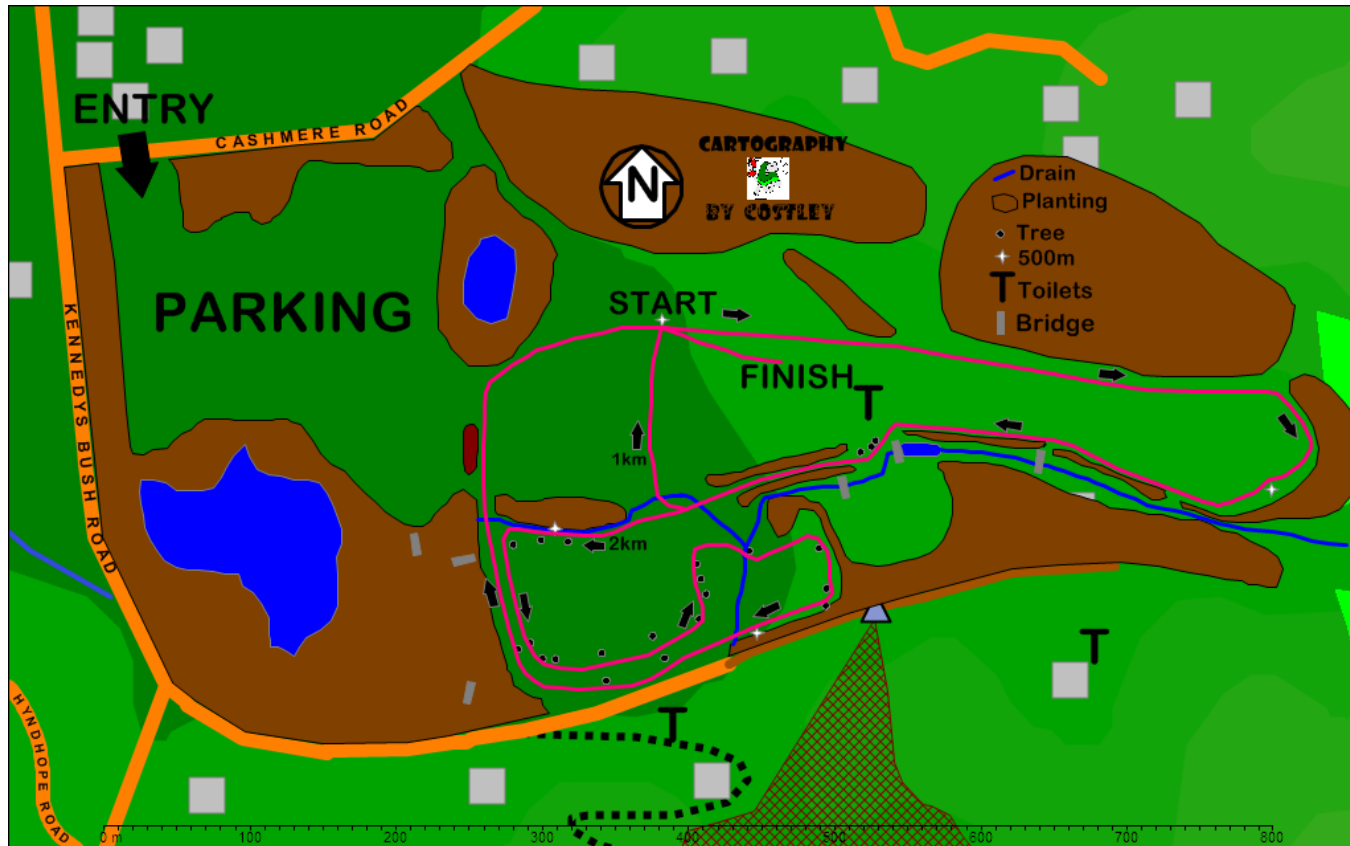 ENTRY
CASHMERE ROAD
CARTOGRAPHY
N
BY COSTLEY
Drain
Planting
Tree
500m
T Toilets
Bridge
PARKING
START
KENNEDYS BUSH ROAD
FINISH
T
1km
2km
T
T
HYNDHOPE ROAD
0 m 100 200 300 400 500 600 700 800